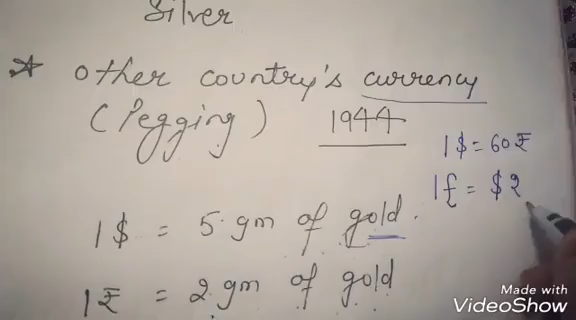 Silver
* other country's currency
(Pegging) 1944
1$ = 60₹
1£ = $2
1$ = 5 gm of gold.
1₹ = 2 gm of gold
Made with
VideoShow